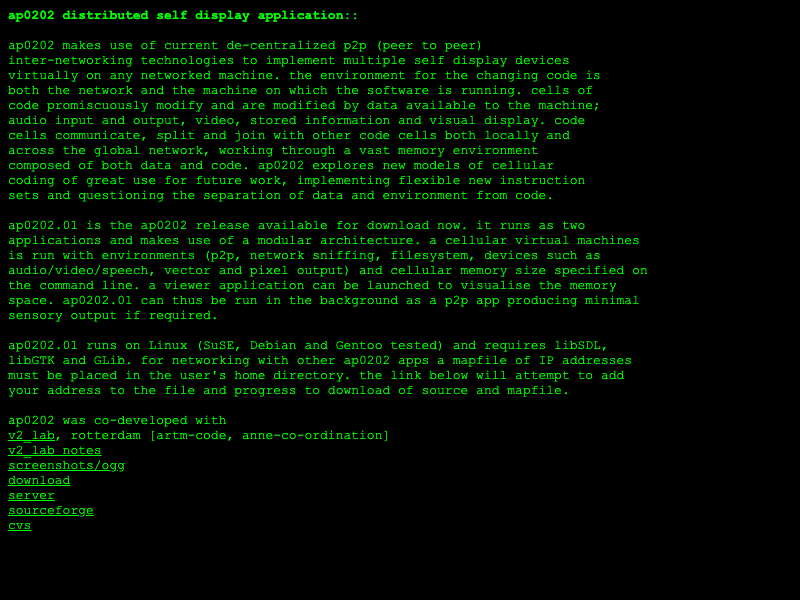 ap0202 distributed self display application::
ap0202 makes use of current de-centralized p2p (peer to peer)
inter-networking technologies to implement multiple self display devices
virtually on any networked machine. the environment for the changing code is
both the network and the machine on which the software is running. cells of
code promiscuously modify and are modified by data available to the machine;
audio input and output, video, stored information and visual display. code
cells communicate, split and join with other code cells both locally and
across the global network, working through a vast memory environment
composed of both data and code. ap0202 explores new models of cellular
coding of great use for future work, implementing flexible new instruction
sets and questioning the separation of data and environment from code.
ap0202.01 is the ap0202 release available for download now. it runs as two
applications and makes use of a modular architecture. a cellular virtual machines
is run with environments (p2p, network sniffing, filesystem, devices such as
audio/video/speech, vector and pixel output) and cellular memory size specified on
the command line. a viewer application can be launched to visualise the memory
space. ap0202.01 can thus be run in the background as a p2p app producing minimal
sensory output if required.
ap0202.01 runs on Linux (SuSE, Debian and Gentoo tested) and requires libSDL,
libGTK and GLib. for networking with other ap0202 apps a mapfile of IP addresses
must be placed in the user's home directory. the link below will attempt to add
your address to the file and progress to download of source and mapfile.
ap0202 was co-developed with
v2_lab, rotterdam [artm-code, anne-co-ordination]
v2_lab notes
screenshots/ogg
download
server
sourceforge
cvs